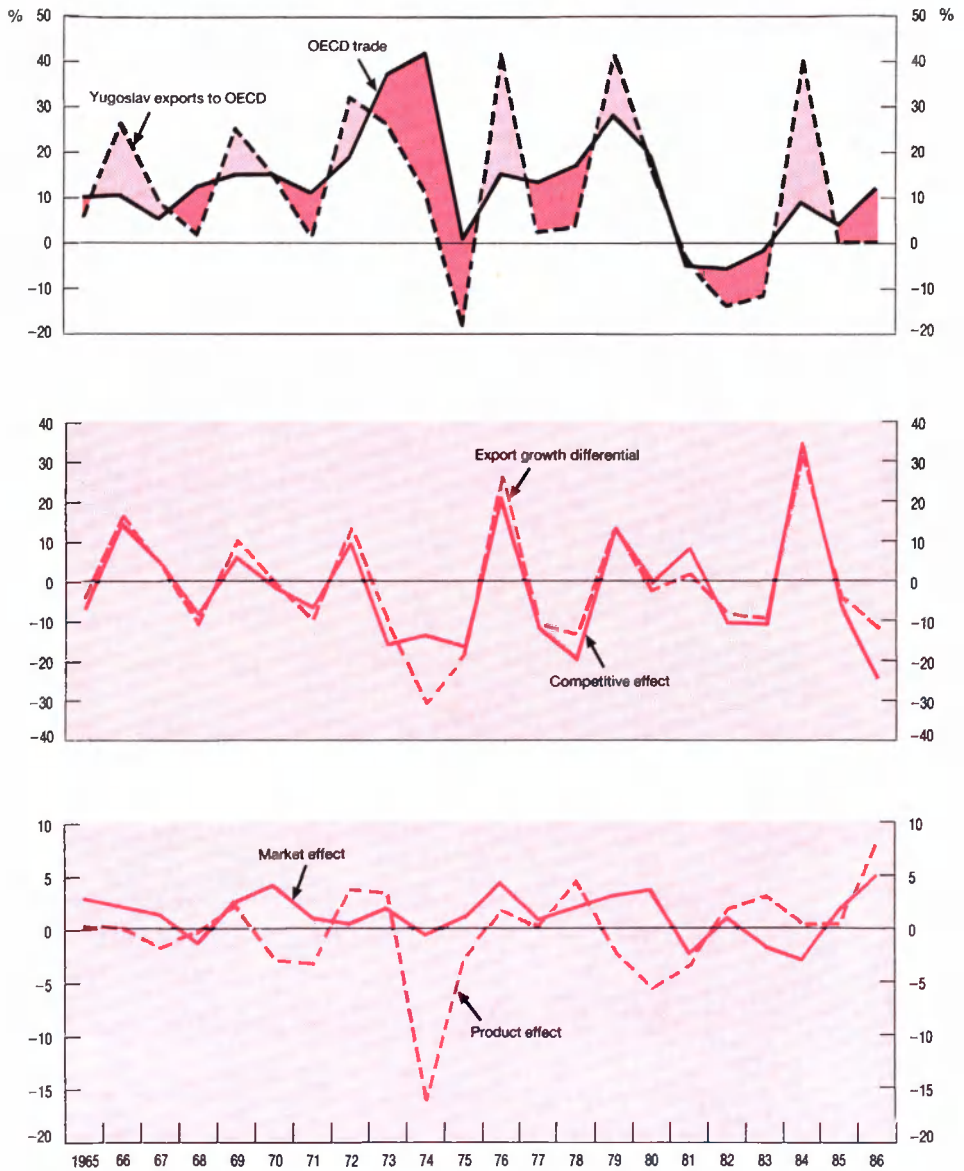 % 50 50 %
OECD trade
40 40
Yugoslav exports to OECD
30 30
20 20
10 10
0 0
-10 -10
-20 -20
40 40
Export growth differential
30 30
20 20
10 10
0 0
-10 -10
-20 -20
Competitive effect
-30 -30
-40 -40
10 10
Market effect
5 5
0 0
-5 -5
Product effect
-10 -10
-15 -15
-20 -20
1965 66 67 68 69 70 71 72 73 74 75 76 77 78 79 80 81 82 83 84 85 86